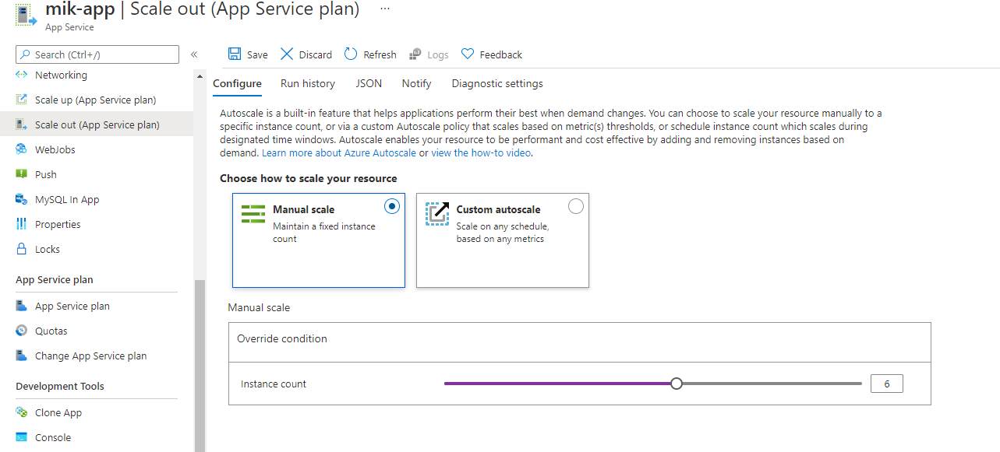 mik-app | Scale out (App Service plan) ...
App Service
Search (Ctrl+/)
«
Networking
Scale up (App Service plan)
Scale out (App Service plan)
WebJobs
Push
MySQL In App
Properties
Locks
App Service plan
App Service plan
Quotas
Change App Service plan
Development Tools
Clone App
Console
Save Discard Refresh Logs Feedback
Configure Run history JSON Notify Diagnostic settings
Autoscale is a built-in feature that helps applications perform their best when demand changes. You can choose to scale your resource manually to a
specific instance count, or via a custom Autoscale policy that scales based on metric(s) thresholds, or schedule instance count which scales during
designated time windows. Autoscale enables your resource to be performant and cost effective by adding and removing instances based on
demand. Learn more about Azure Autoscale or view the how-to video.
Choose how to scale your resource
Manual scale
Maintain a fixed instance
count
Custom autoscale
Scale on any schedule,
based on any metrics
Manual scale
Override condition
Instance count 6